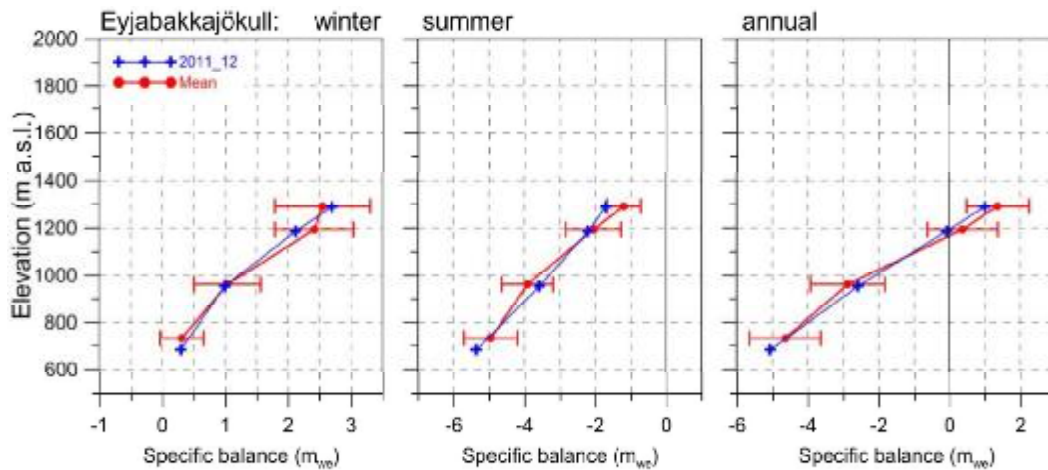 Eyjabakkajökull: winter summer annual
2000
1800
1600
1400
1200
1000
800
600
Elevation (m a.s.l.)
2011_12
Mean
-1 0 1 2 3
-6 -4 -2 0
-6 -4 -2 0 2
Specific balance (mwe) Specific balance (mwe) Specific balance (mwe)